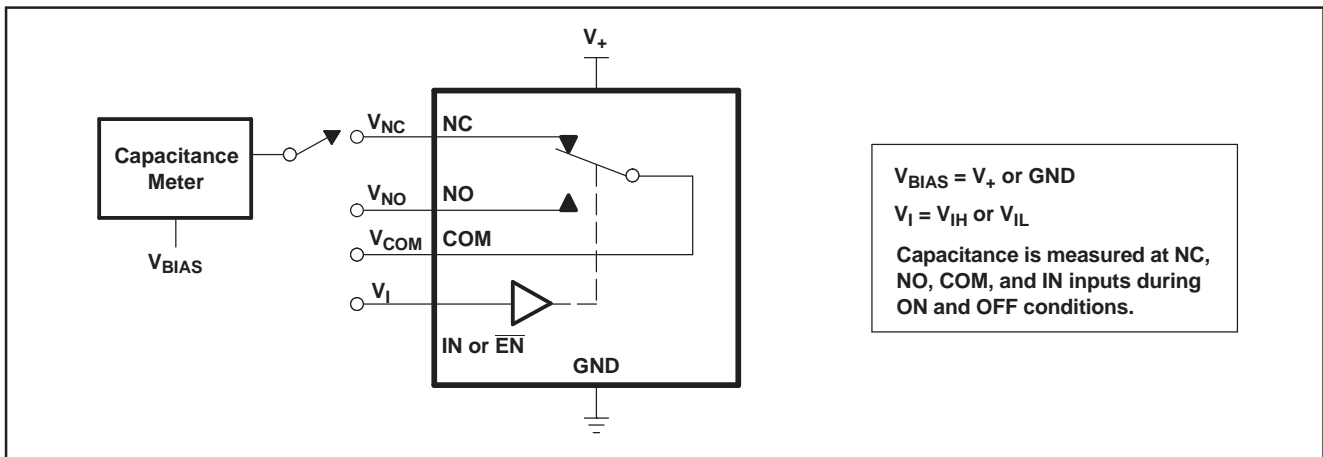 V+
Capacitance
Meter
VBIAS
VNC
NC
VNO
NO
VCOM
COM
VI
IN or E̅N̅
GND
VBIAS = V+ or GND
VI = VIH or VIL
Capacitance is measured at NC,
NO, COM, and IN inputs during
ON and OFF conditions.